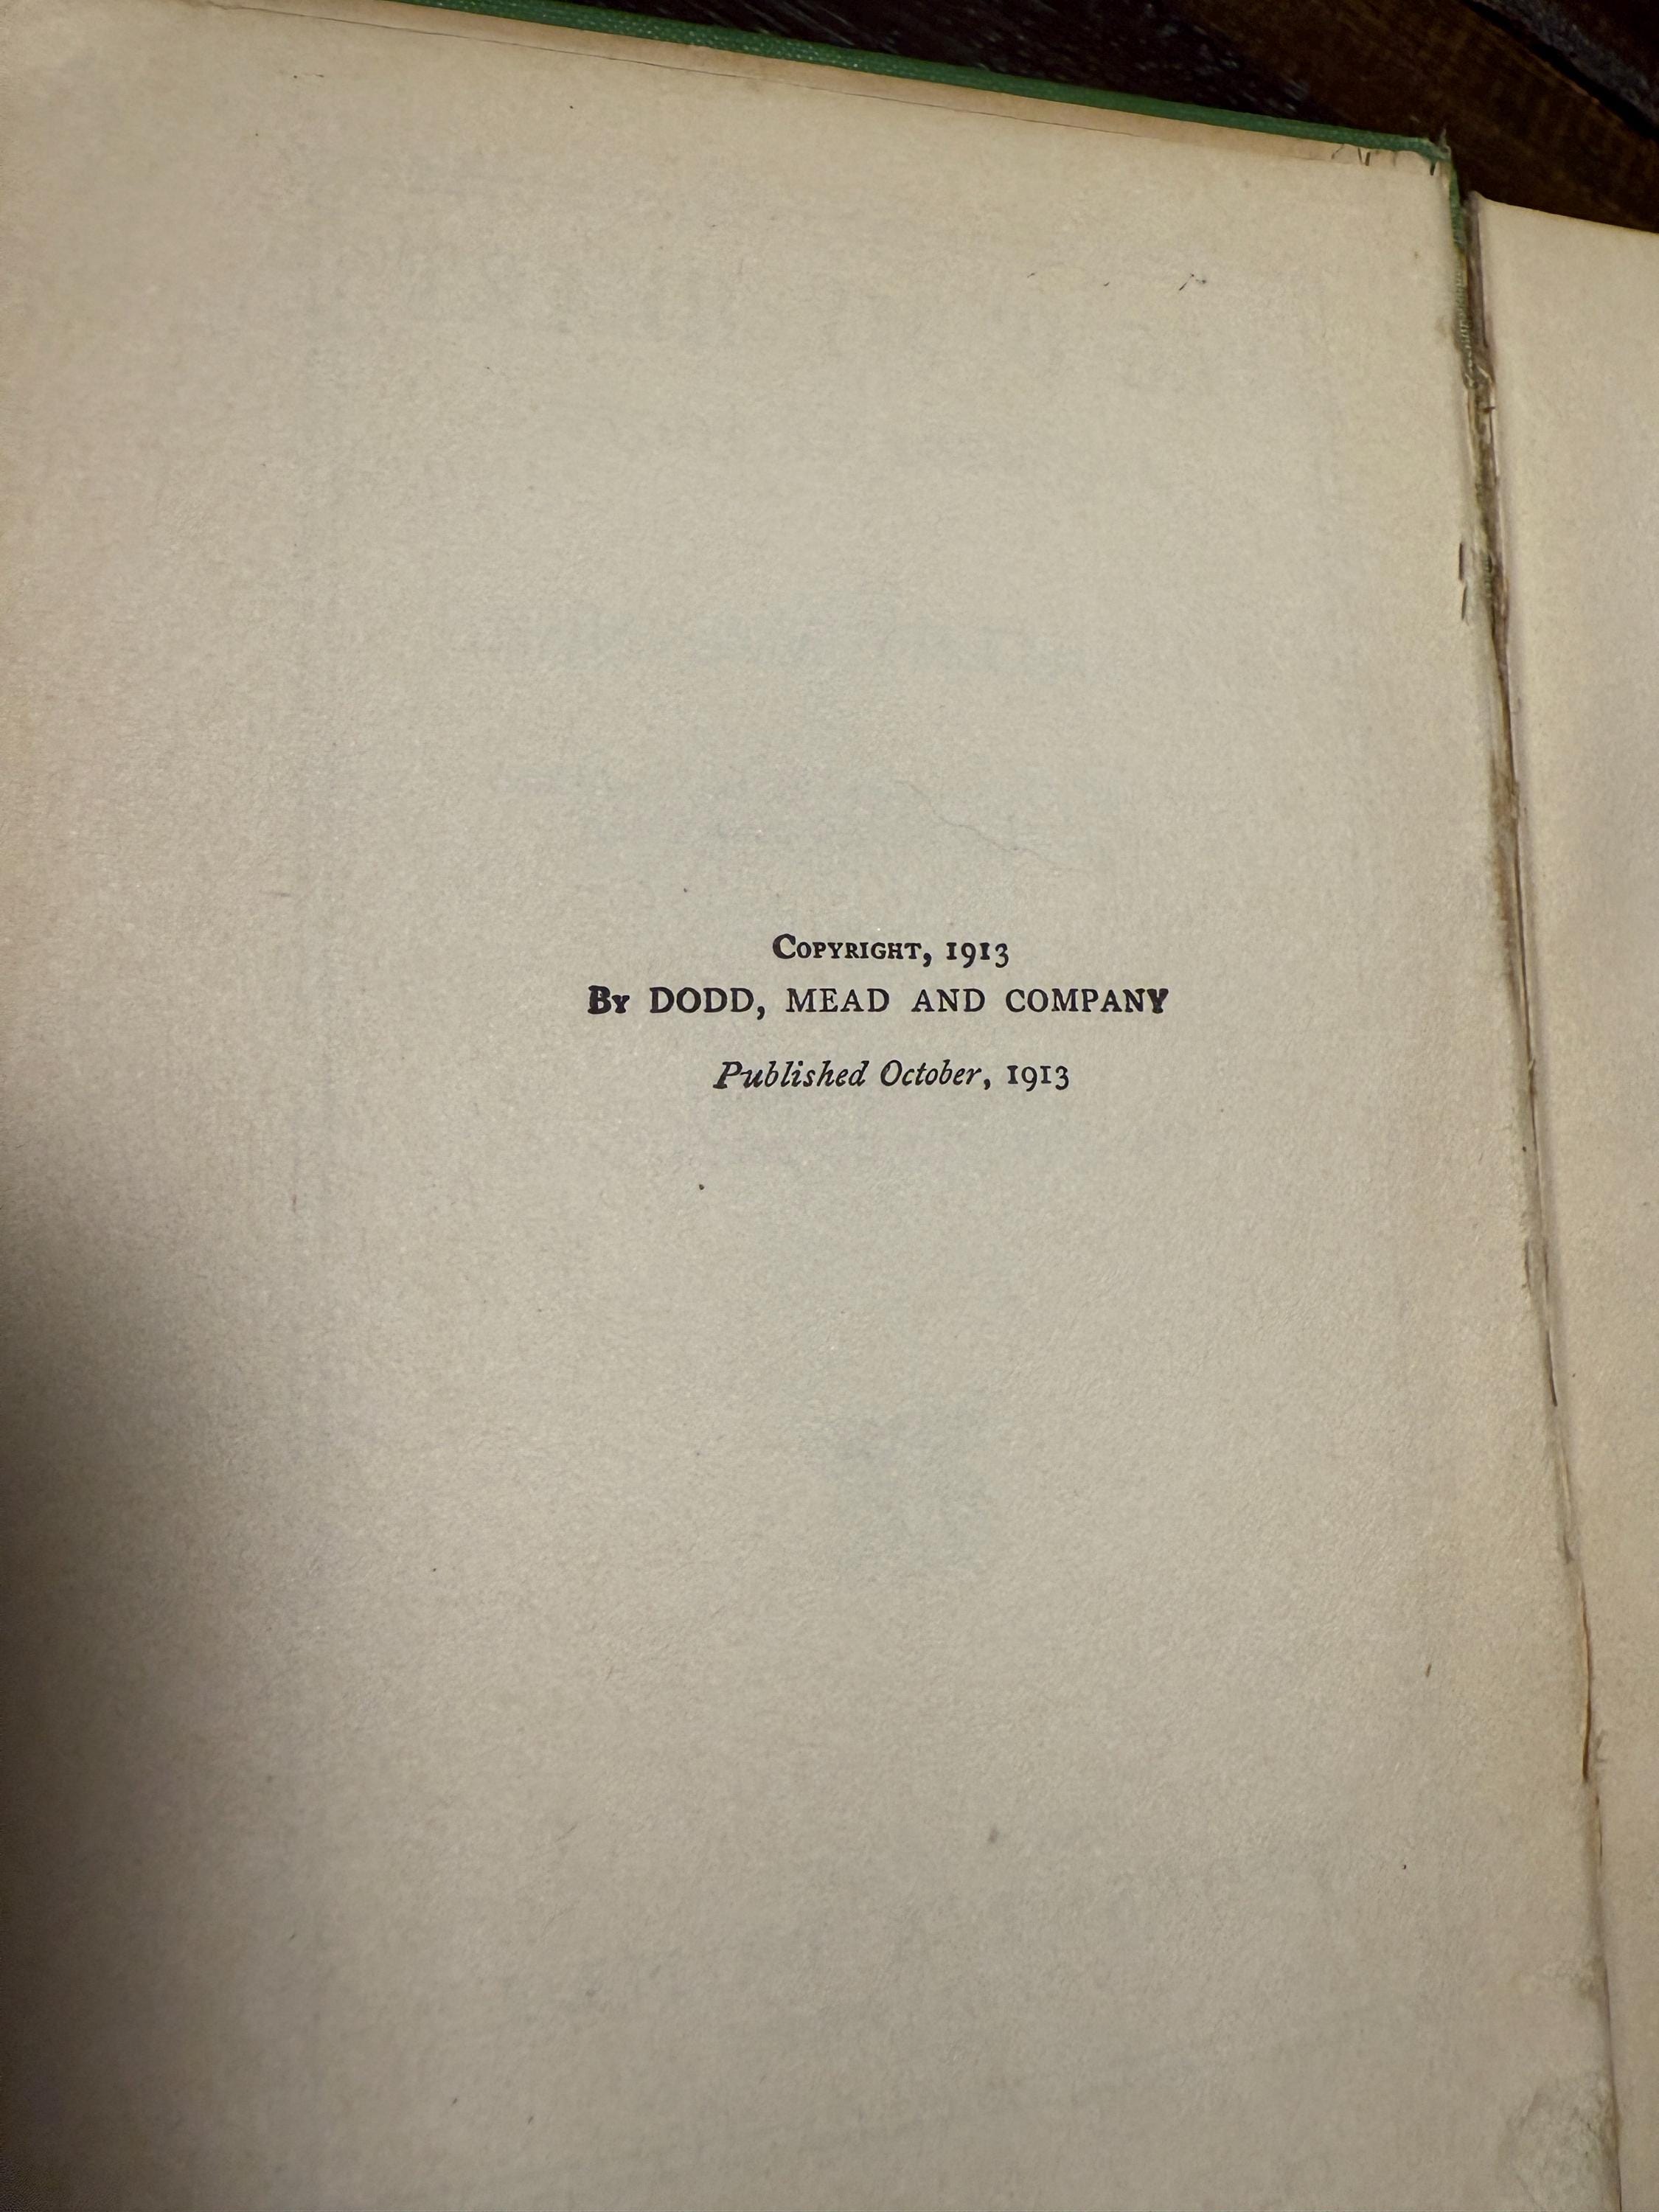 COPYRIGHT, 1913
BY DODD, MEAD AND COMPANY
Published October, 1913